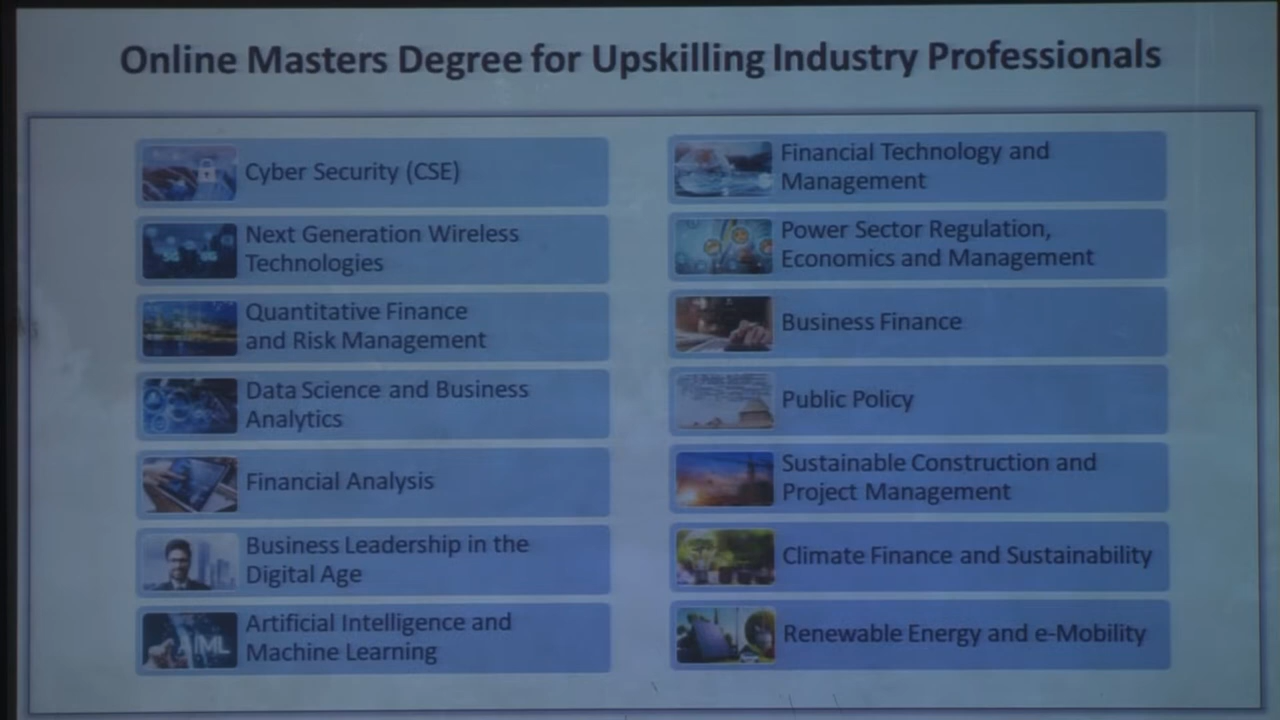 Online Masters Degree for Upskilling Industry Professionals
Cyber Security (CSE)
Next Generation Wireless
Technologies
Quantitative Finance
and Risk Management
Data Science and Business
Analytics
Financial Analysis
Business Leadership in the
Digital Age
Artificial Intelligence and
Machine Learning
Financial Technology and
Management
Power Sector Regulation,
Economics and Management
Business Finance
Public Policy
Sustainable Construction and
Project Management
Climate Finance and Sustainability
Renewable Energy and e-Mobility